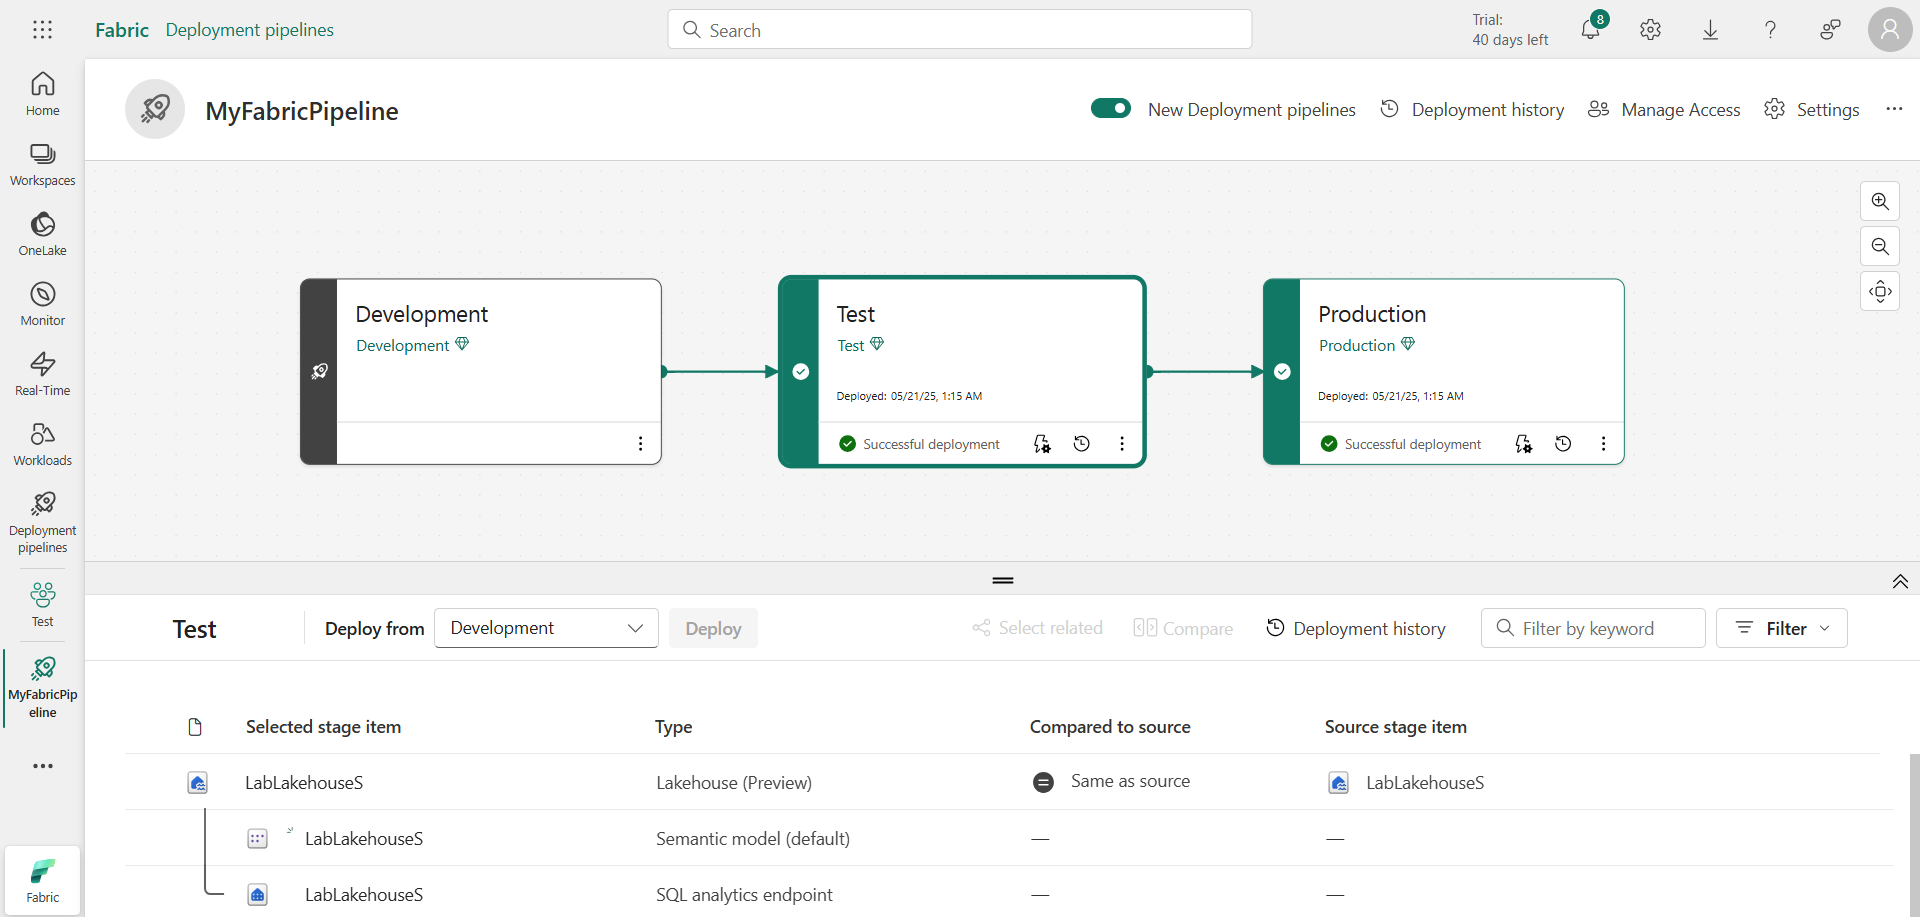 Fabric Deployment pipelines
Search
Trial:
40 days left
8
Home
Workspaces
OneLake
Monitor
Real-Time
Workloads
Deployment
pipelines
Test
MyFabricPip
eline
Fabric
MyFabricPipeline
New Deployment pipelines Deployment history Manage Access Settings
Development
Development
Test
Test
Deployed: 05/21/25, 1:15 AM
Successful deployment
Production
Production
Deployed: 05/21/25, 1:15 AM
Successful deployment
Test Deploy from Development Deploy Select related Compare Deployment history Filter by keyword Filter
Selected stage item Type Compared to source Source stage item
LabLakehouseS Lakehouse (Preview) Same as source LabLakehouseS
LabLakehouseS Semantic model (default) — —
LabLakehouseS SQL analytics endpoint — —